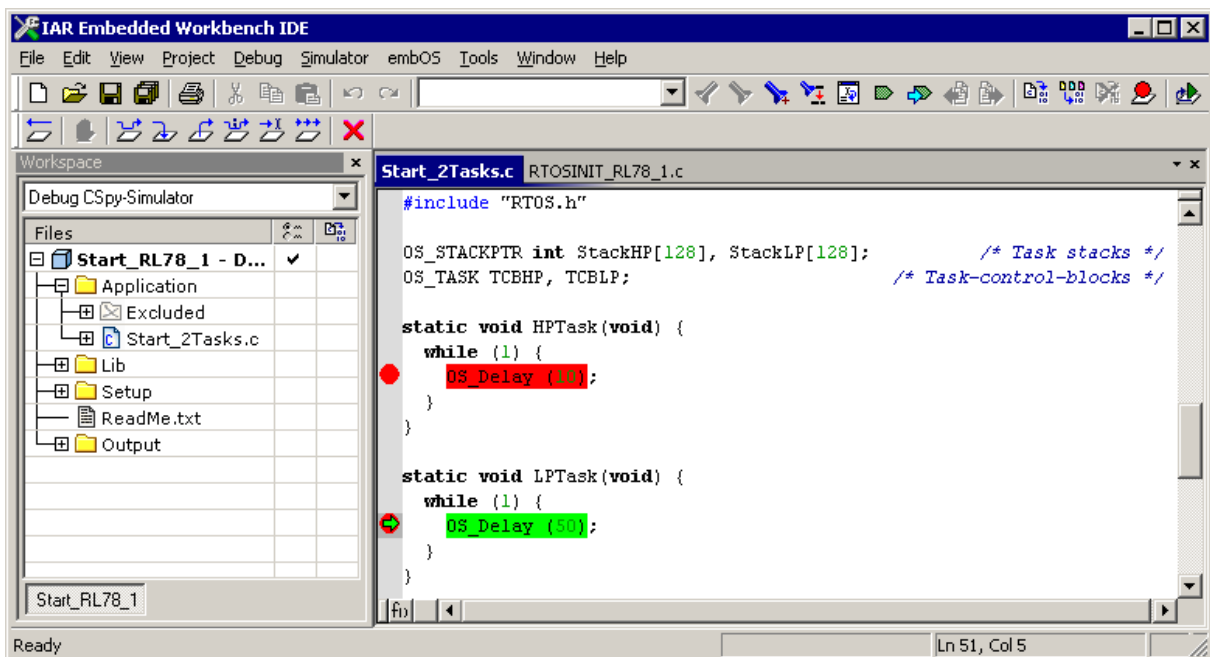 IAR Embedded Workbench IDE
File Edit View Project Debug Simulator embOS Tools Window Help
Workspace
Debug CSpy-Simulator
Files
Start_RL78_1 - D...
Application
Excluded
Start_2Tasks.c
Lib
Setup
ReadMe.txt
Output
Start_RL78_1
Start_2Tasks.c RTOSINIT_RL78_1.c
#include "RTOS.h"
OS_STACKPTR int StackHP[128], StackLP[128]; /* Task stacks */
OS_TASK TCBHP, TCBLP; /* Task-control-blocks */
static void HPTask(void) {
while (1) {
OS_Delay (10);
}
}
static void LPTask(void) {
while (1) {
OS_Delay (50);
}
}
Ready Ln 51, Col 5